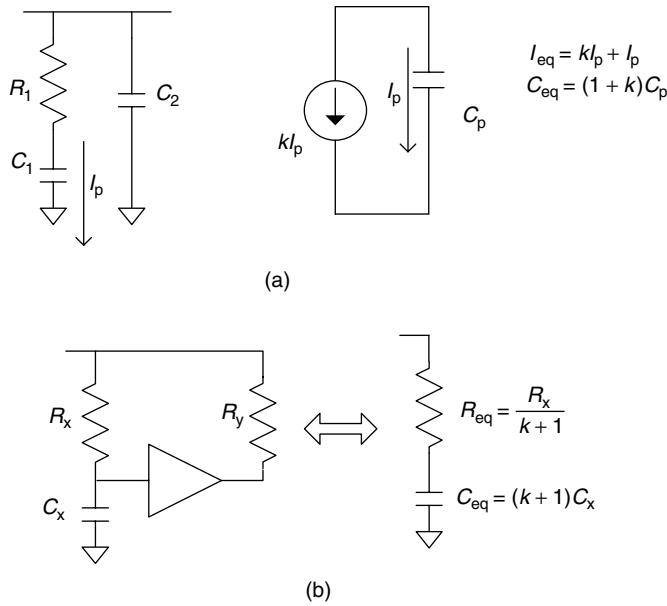 R1
C1
Ip
C2
kIp
Ip
Cp
Ieq = kIp + Ip
Ceq = (1 + k)Cp
(a)
Rx
Cx
Ry
Req = Rx / k + 1
Ceq = (k + 1)Cx
(b)